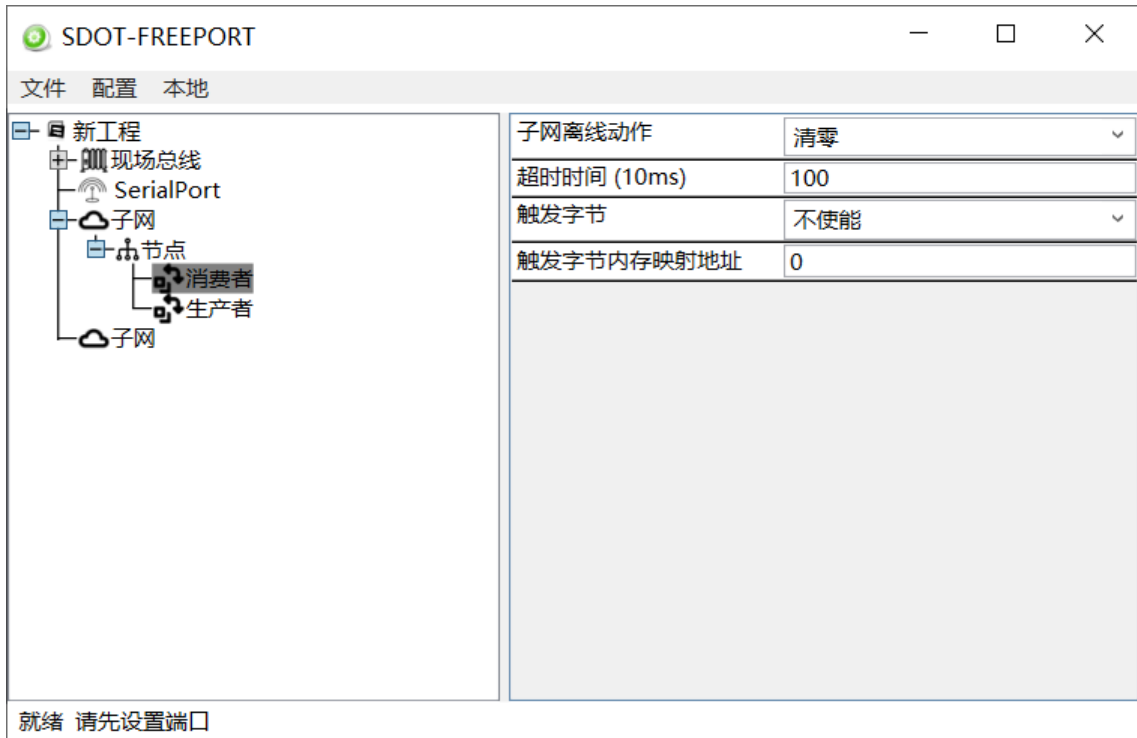 SDOT-FREEPORT
文件 配置 本地
新工程
现场总线
SerialPort
子网
节点
消费者
生产者
子网
子网离线动作 清零
超时时间 (10ms) 100
触发字节 不使能
触发字节内存映射地址 0
就绪 请先设置端口